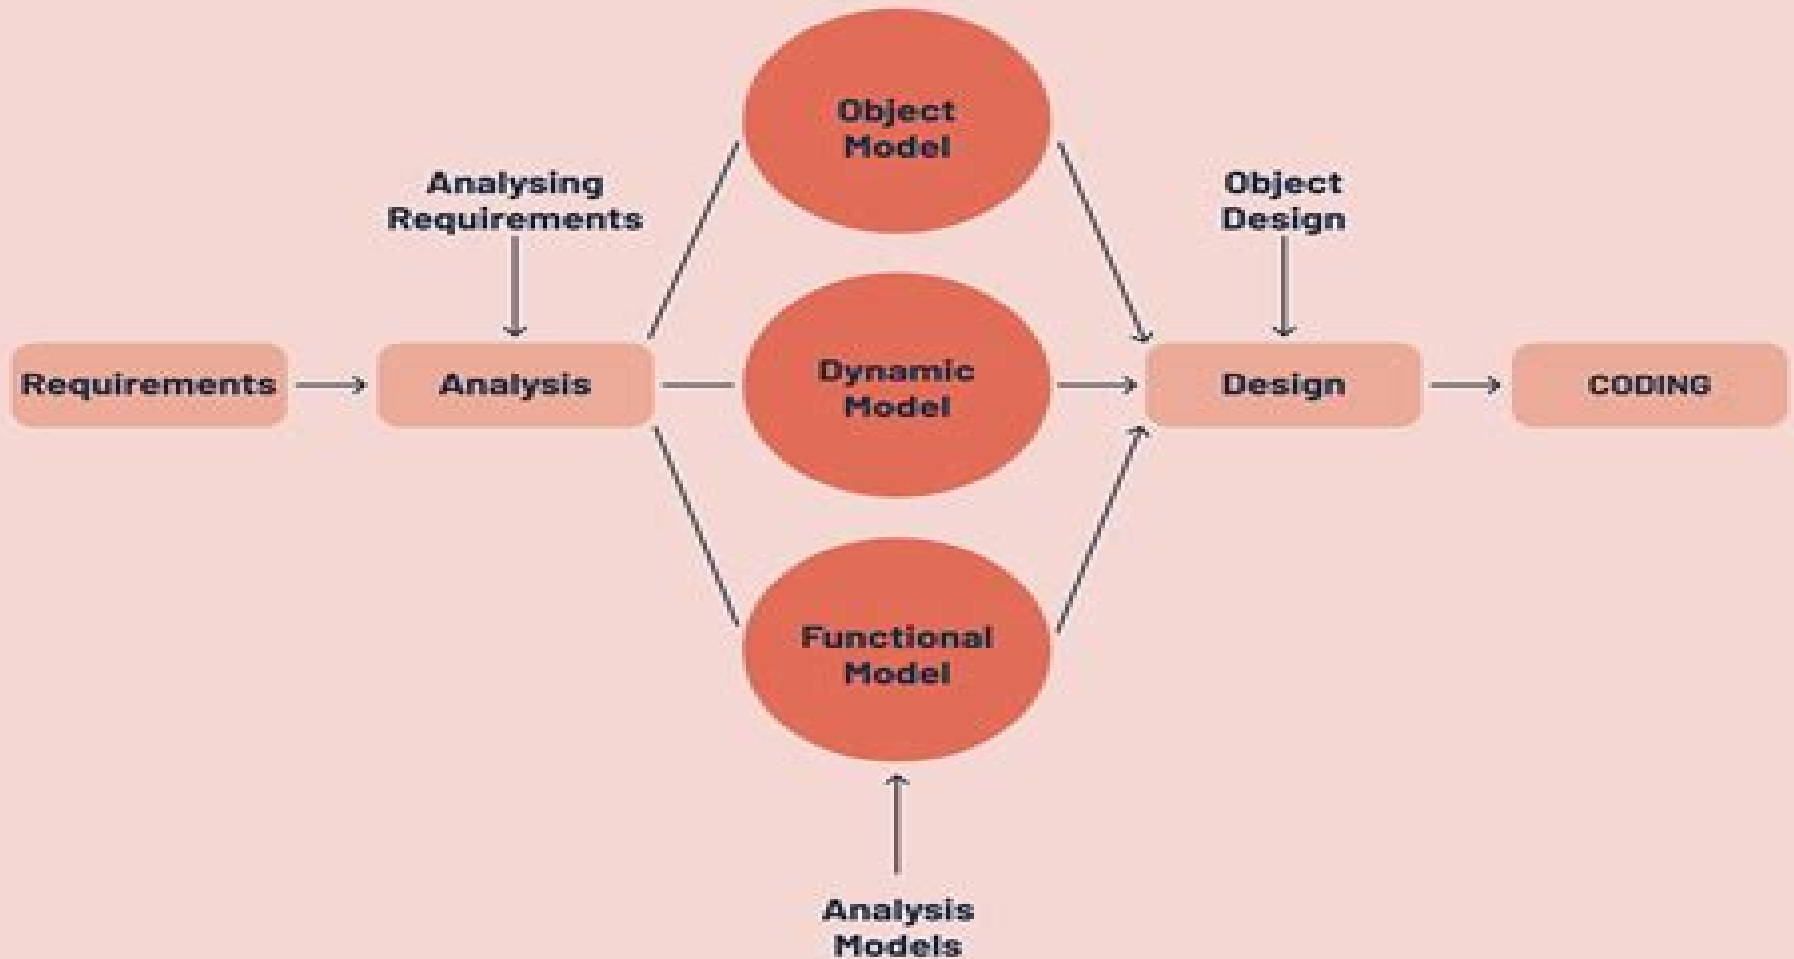 Object
Model
Analysing
Requirements
Object
Design
Requirements
Analysis
Dynamic
Model
Design
CODING
Functional
Model
Analysis
Models